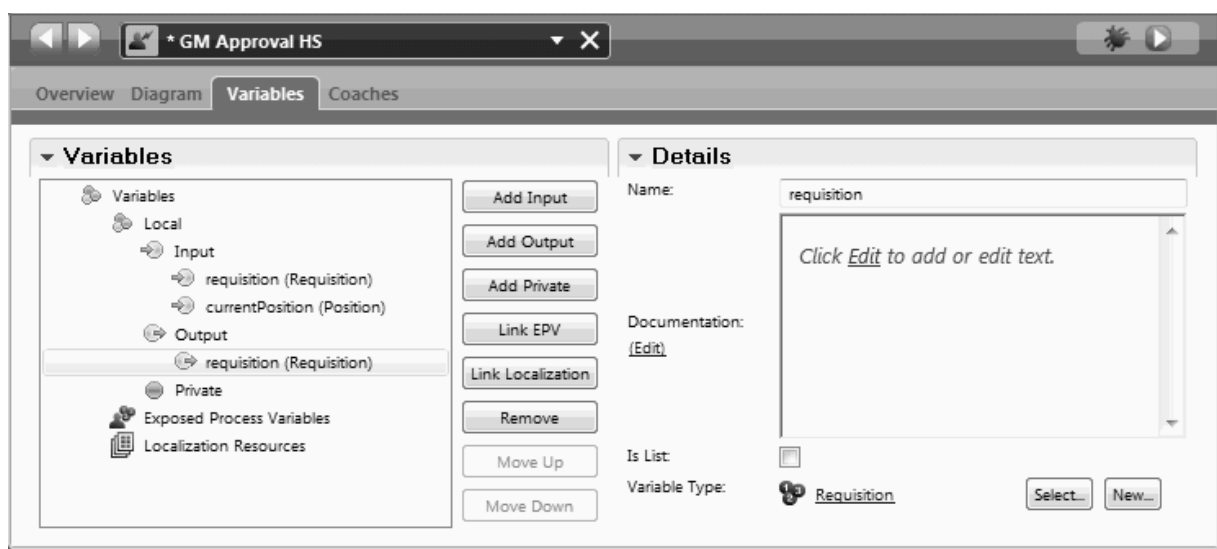 * GM Approval HS
Overview Diagram Variables Coaches
Variables
Variables
Local
Input
requisition (Requisition)
currentPosition (Position)
Output
requisition (Requisition)
Private
Exposed Process Variables
Localization Resources
Add Input
Add Output
Add Private
Link EPV
Link Localization
Remove
Move Up
Move Down
Details
Name: requisition
Click Edit to add or edit text.
Documentation:
(Edit)
Is List:
Variable Type: Requisition Select... New...